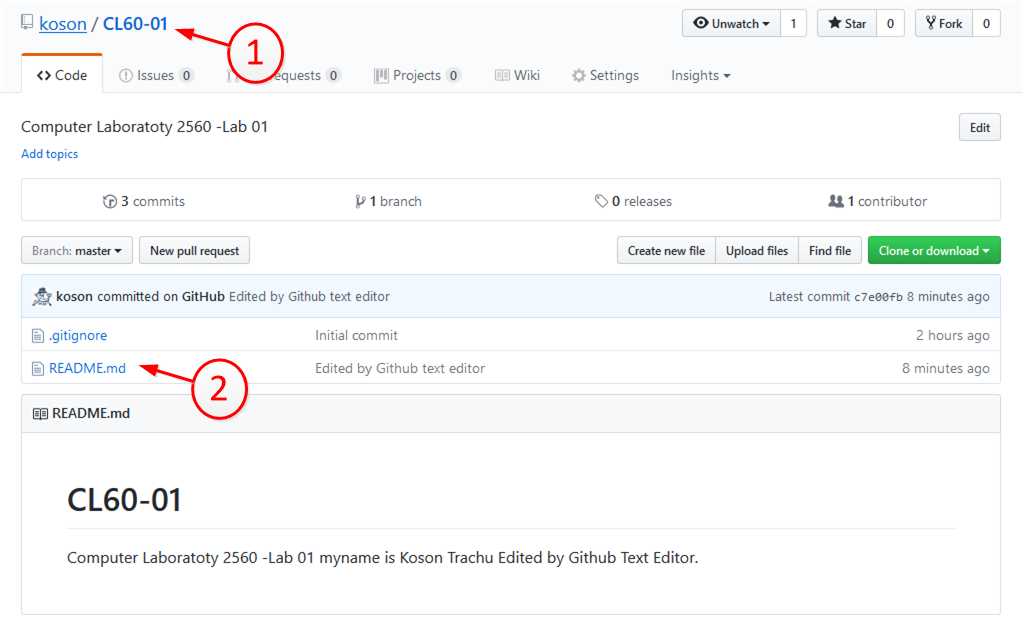 koson / CL60-01
Unwatch 1 Star 0 Fork 0
1
Code Issues 0 equests 0 Projects 0 Wiki Settings Insights
Computer Laboratoty 2560 -Lab 01
Edit
Add topics
3 commits 1 branch 0 releases 1 contributor
Branch: master New pull request Create new file Upload files Find file Clone or download
koson committed on GitHub Edited by Github text editor Latest commit c7e00fb 8 minutes ago
.gitignore Initial commit 2 hours ago
README.md Edited by Github text editor 8 minutes ago
2
README.md
CL60-01
Computer Laboratoty 2560 -Lab 01 myname is Koson Trachu Edited by Github Text Editor.